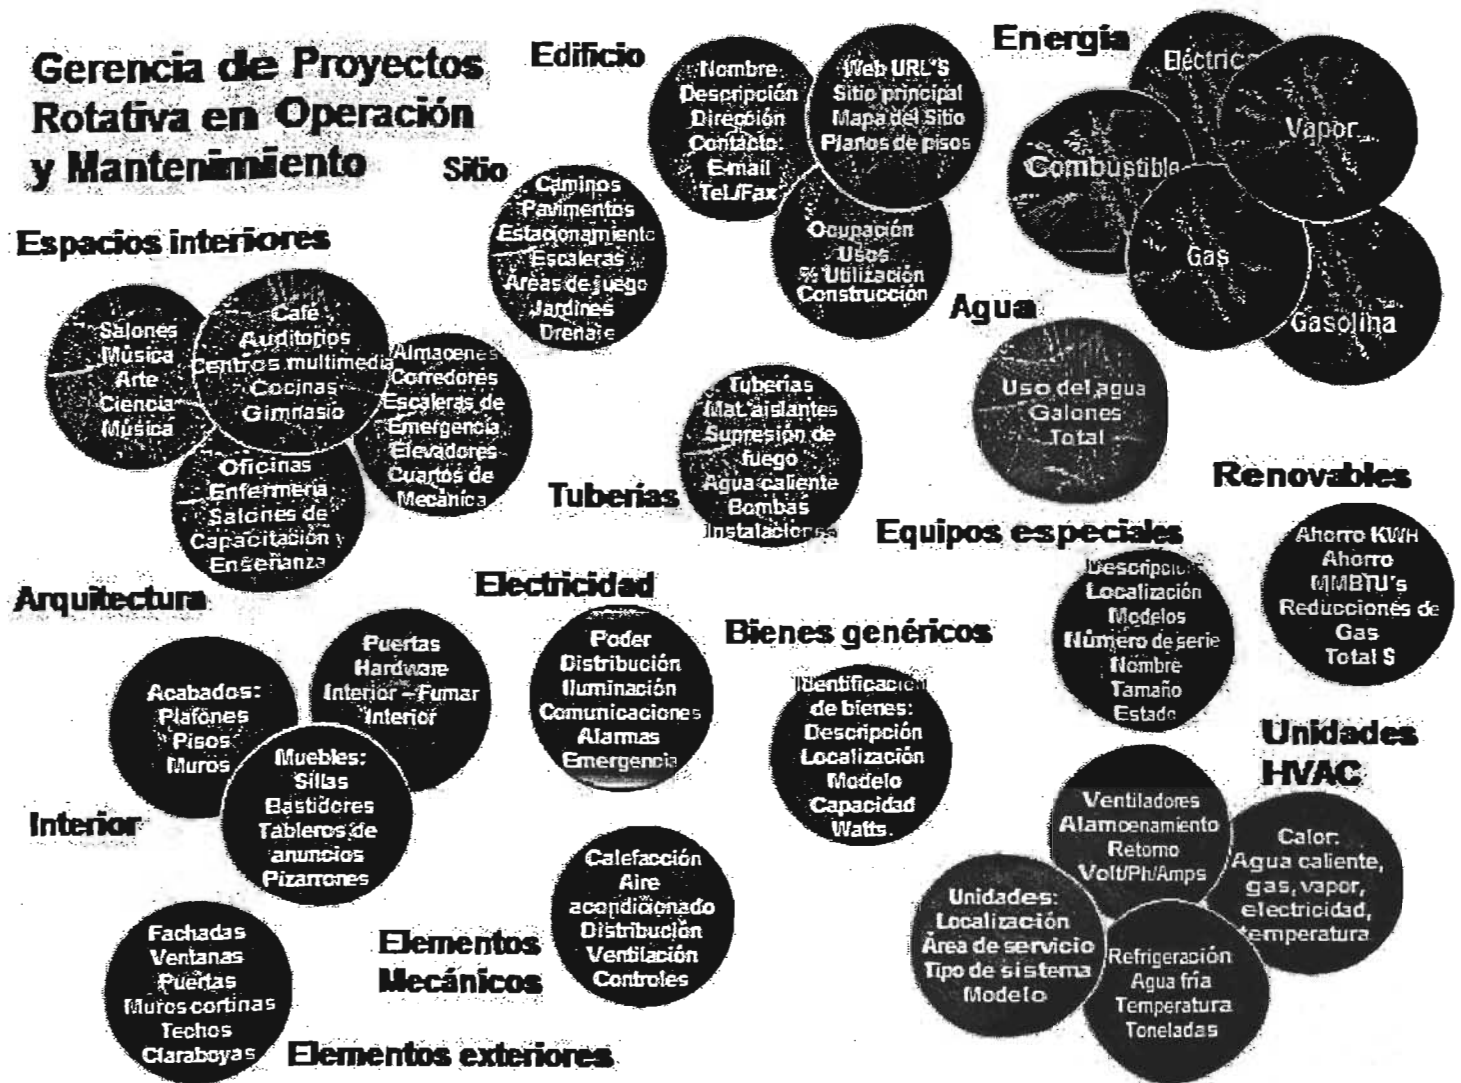 Gerencia de Proyectos
Rotativa en Operación
y Mantenimiento
Edificio
Nombre
Descripción
Dirección
Contacto:
E-mail
Tel./Fax
Web URL'S
Sitio principal
Mapa del Sitio
Planos de pisos
Ocupación
Usos
% Utilización
Construcción
Energía
Eléctrica
Vapor
Combustible
Gas
Gasolina
Sitio
Caminos
Pavimentos
Estacionamiento
Escaleras
Áreas de juego
Jardines
Drenaje
Espacios interiores
Salones
Música
Arte
Ciencia
Música
Café
Auditorios
Centros multimedia
Cocinas
Gimnasio
Almacenes
Corredores
Escaleras de
Emergencia
Elevadores
Cuartos de
Mecánica
Oficinas
Enfermería
Salones de
Capacitación y
Enseñanza
Agua
Uso del agua
Galones
Total
Tuberías
Tuberías
Mat. aislantes
Supresión de
fuego
Agua caliente
Bombas
Instalaciones
Renovables
Ahorro KWH
Ahorro
MMBTU's
Reducciones de
Gas
Total $
Equipos especiales
Descripción
Localización
Modelos
Número de serie
Nombre
Tamaño
Estado
Arquitectura
Acabados:
Plafones
Pisos
Muros
Puertas
Hardware
Interior – Fumar
Interior
Muebles:
Sillas
Bastidores
Tableros de
anuncios
Pizarrones
Interior
Electricidad
Poder
Distribución
Iluminación
Comunicaciones
Alarmas
Emergencia
Bienes genéricos
Identificación
de bienes:
Descripción
Localización
Modelo
Capacidad
Watts.
Unidades
HVAC
Ventiladores
Alamcenamiento
Retorno
Volt/Ph/Amps
Calor:
Agua caliente,
gas, vapor,
electricidad,
temperatura
Unidades:
Localización
Área de servicio
Tipo de sistema
Modelo
Refrigeración
Agua fría
Temperatura
Toneladas
Elementos
Mecánicos
Calefacción
Aire
acondicionado
Distribución
Ventilación
Controles
Fachadas
Ventanas
Puertas
Muros cortinas
Techos
Claraboyas
Elementos exteriores